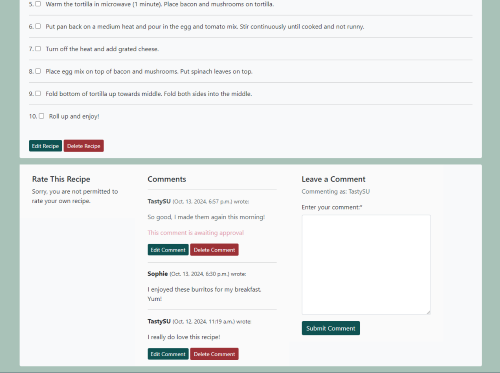 5. Warm the tortilla in microwave (1 minute). Place bacon and mushrooms on tortilla.
6. Put pan back on a medium heat and pour in the egg and tomato mix. Stir continuously until cooked and not runny.
7. Turn off the heat and add grated cheese.
8. Place egg mix on top of bacon and mushrooms. Put spinach leaves on top.
9. Fold bottom of tortilla up towards middle. Fold both sides into the middle.
10. Roll up and enjoy!
Edit Recipe Delete Recipe
Rate This Recipe
Sorry, you are not permitted to
rate your own recipe.
Comments
TastySU (Oct. 13, 2024, 6:57 p.m.) wrote:
So good, I made them again this morning!
This comment is awaiting approval
Edit Comment Delete Comment
Sophie (Oct. 13, 2024, 6:30 p.m.) wrote:
I enjoyed these burritos for my breakfast.
Yum!
TastySU (Oct. 12, 2024, 11:19 a.m.) wrote:
I really do love this recipe!
Edit Comment Delete Comment
Leave a Comment
Commenting as: TastySU
Enter your comment:*
Submit Comment